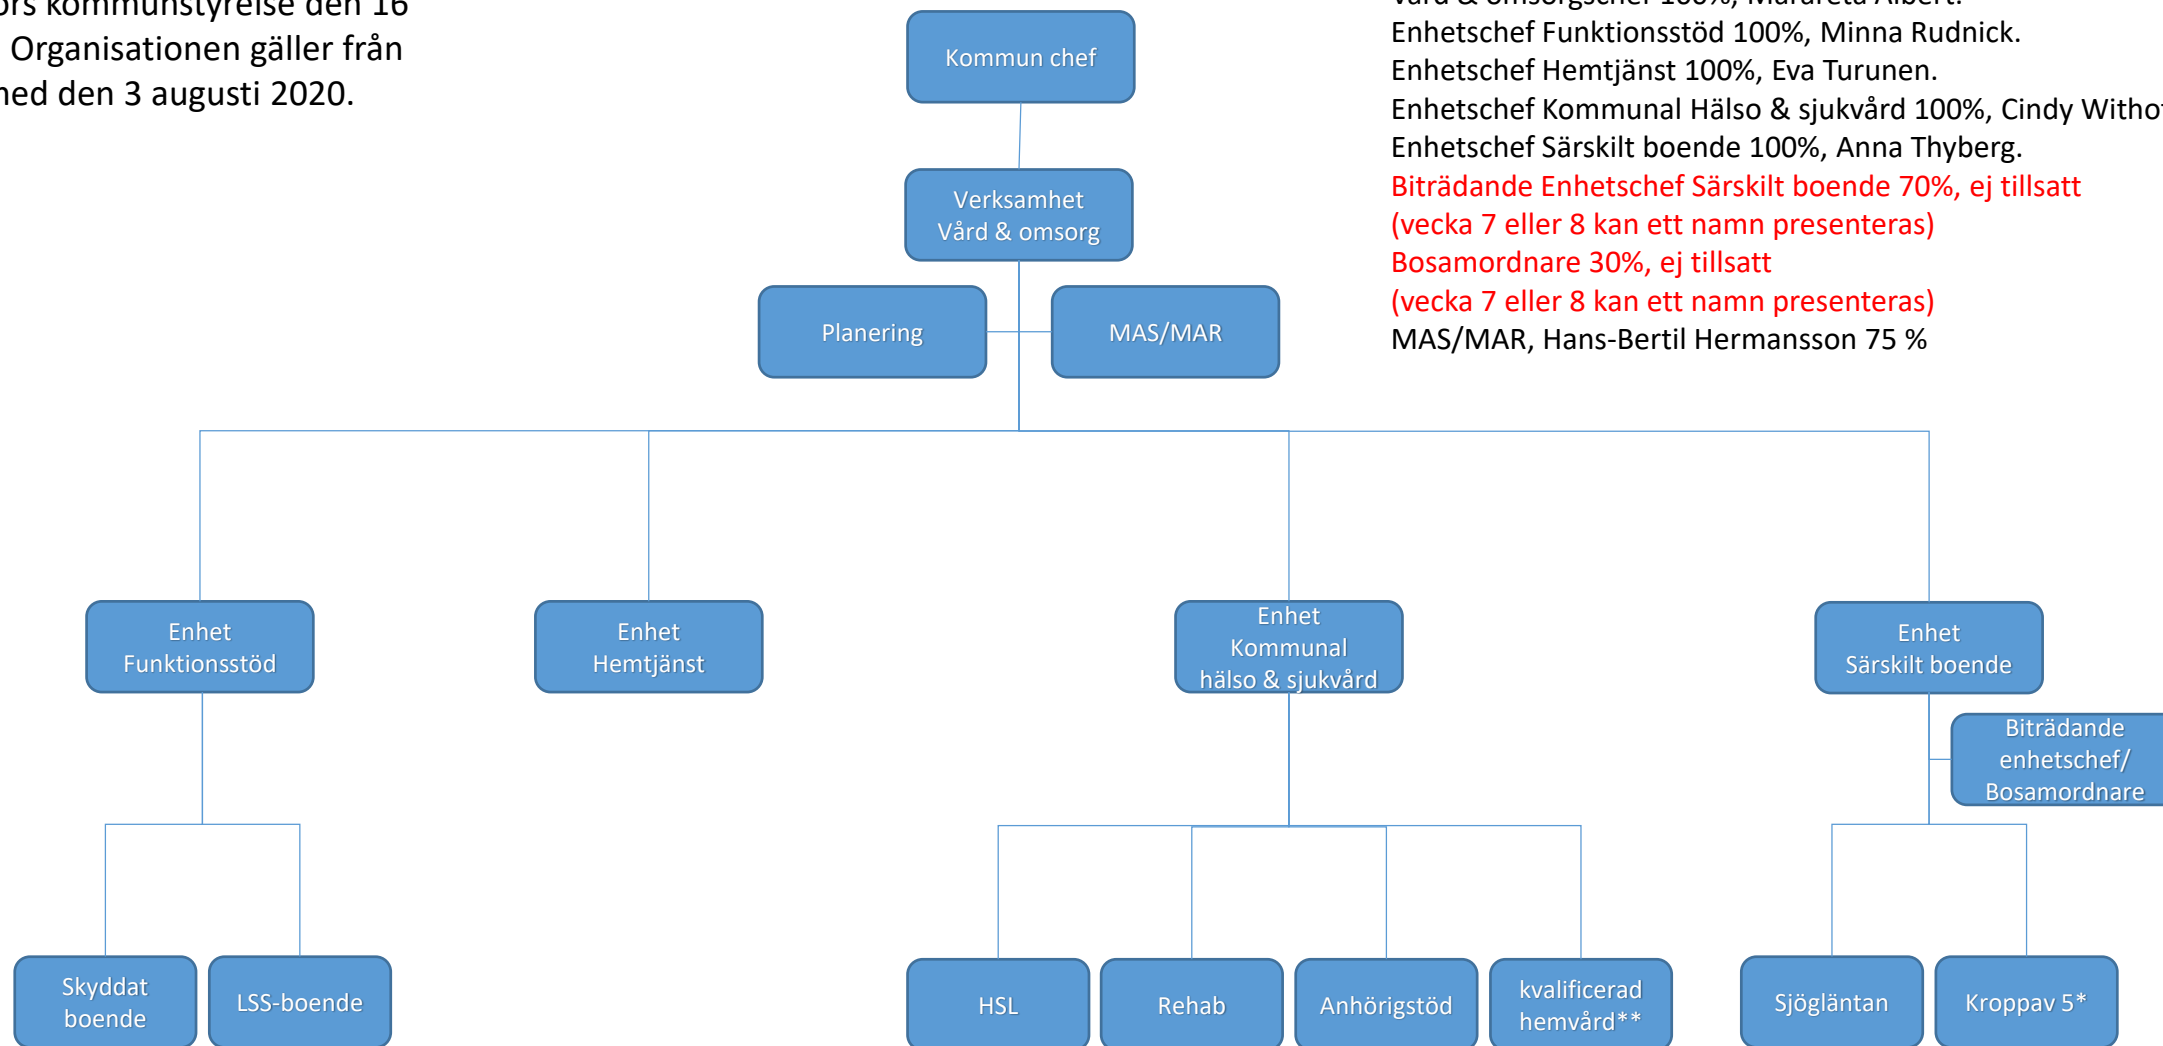 kommunstyrelse den 16
Organisationen gäller från
den 3 augusti 2020.
Vård & omsorgschef 100%, Marareta Albert.
Enhetschef Funktionsstöd 100%, Minna Rudnick.
Enhetschef Hemtjänst 100%, Eva Turunen.
Enhetschef Kommunal Hälso & sjukvård 100%, Cindy
Enhetschef Särskilt boende 100%, Anna Thyberg.
Biträdande Enhetschef Särskilt boende 70%, ej tillsatt
(vecka 7 eller 8 kan ett namn presenteras)
Bosamordnare 30%, ej tillsatt
(vecka 7 eller 8 kan ett namn presenteras)
MAS/MAR, Hans-Bertil Hermansson 75 %
Kommun chef
Verksamhet
Vård & omsorg
Planering
MAS/MAR
Enhet
Funktionsstöd
Enhet
Hemtjänst
Enhet
Kommunal
hälso & sjukvård
Enhet
Särskilt boende
Biträdande
enhetschef/
Bosamordnare
Skyddat
boende
LSS-boende
HSL
Rehab
Anhörigstöd
kvalificerad
hemvård**
Sjögläntan
Kroppav 5*